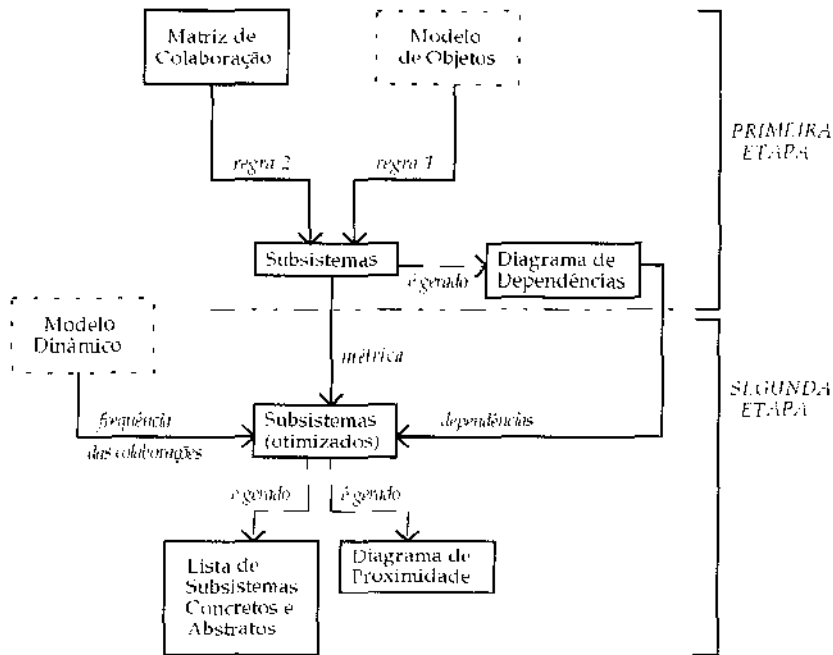 Matriz de
Colaboração
Modelo
de Objetos
PRIMEIRA
ETAPA
regra 2
regra 1
Subsistemas
é gerado
Diagrama de
Dependências
Modelo
Dinâmico
métrica
SEGUNDA
ETAPA
frequência
das colaborações
Subsistemas
(otimizados)
dependências
é gerado
é gerado
Lista de
Subsistemas
Concretos e
Abstratos
Diagrama de
Proximidade